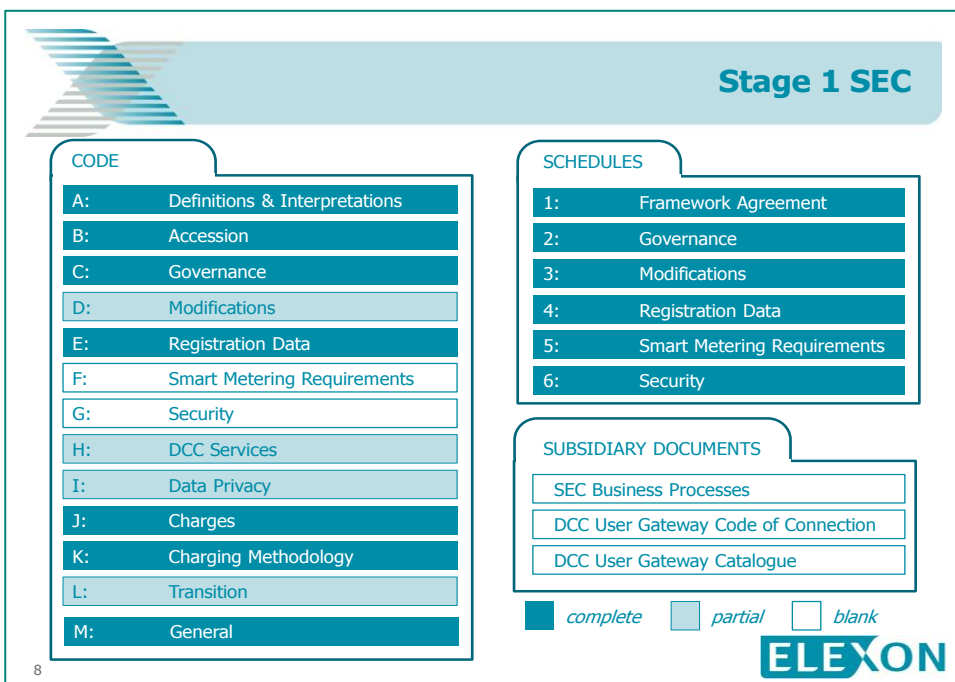 Stage 1 SEC
CODE
A: Definitions & Interpretations
B: Accession
C: Governance
D: Modifications
E: Registration Data
F: Smart Metering Requirements
G: Security
H: DCC Services
I: Data Privacy
J: Charges
K: Charging Methodology
L: Transition
M: General
SCHEDULES
1: Framework Agreement
2: Governance
3: Modifications
4: Registration Data
5: Smart Metering Requirements
6: Security
SUBSIDIARY DOCUMENTS
SEC Business Processes
DCC User Gateway Code of Connection
DCC User Gateway Catalogue
complete partial blank
8
ELEXON